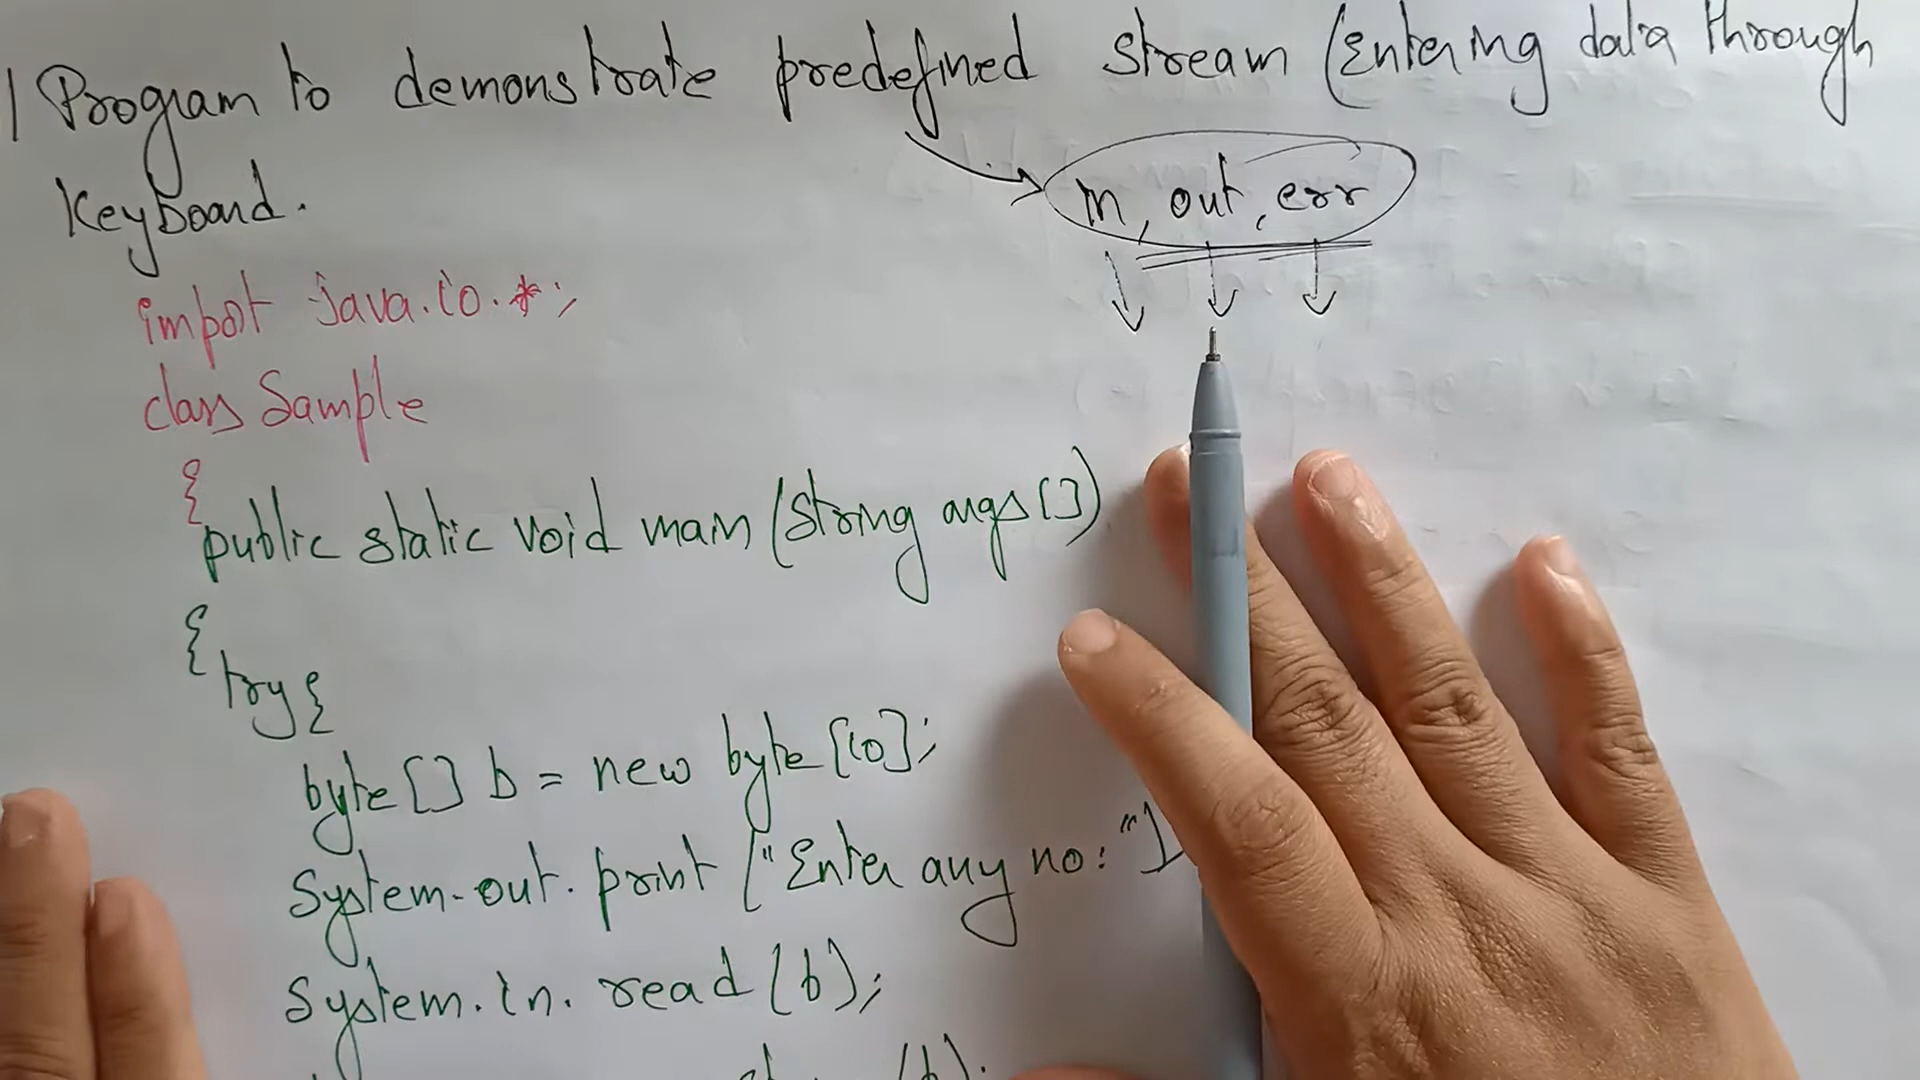 Program to demonstrate predefined stream (Entering data through
Keyboard.
in, out, err
import java.io.*;
class Sample
{
public static void main (String args[])
{
try{
byte[] b = new byte[10];
System.out.print ("Enter any no: ")
System.in.read (b);
(b);